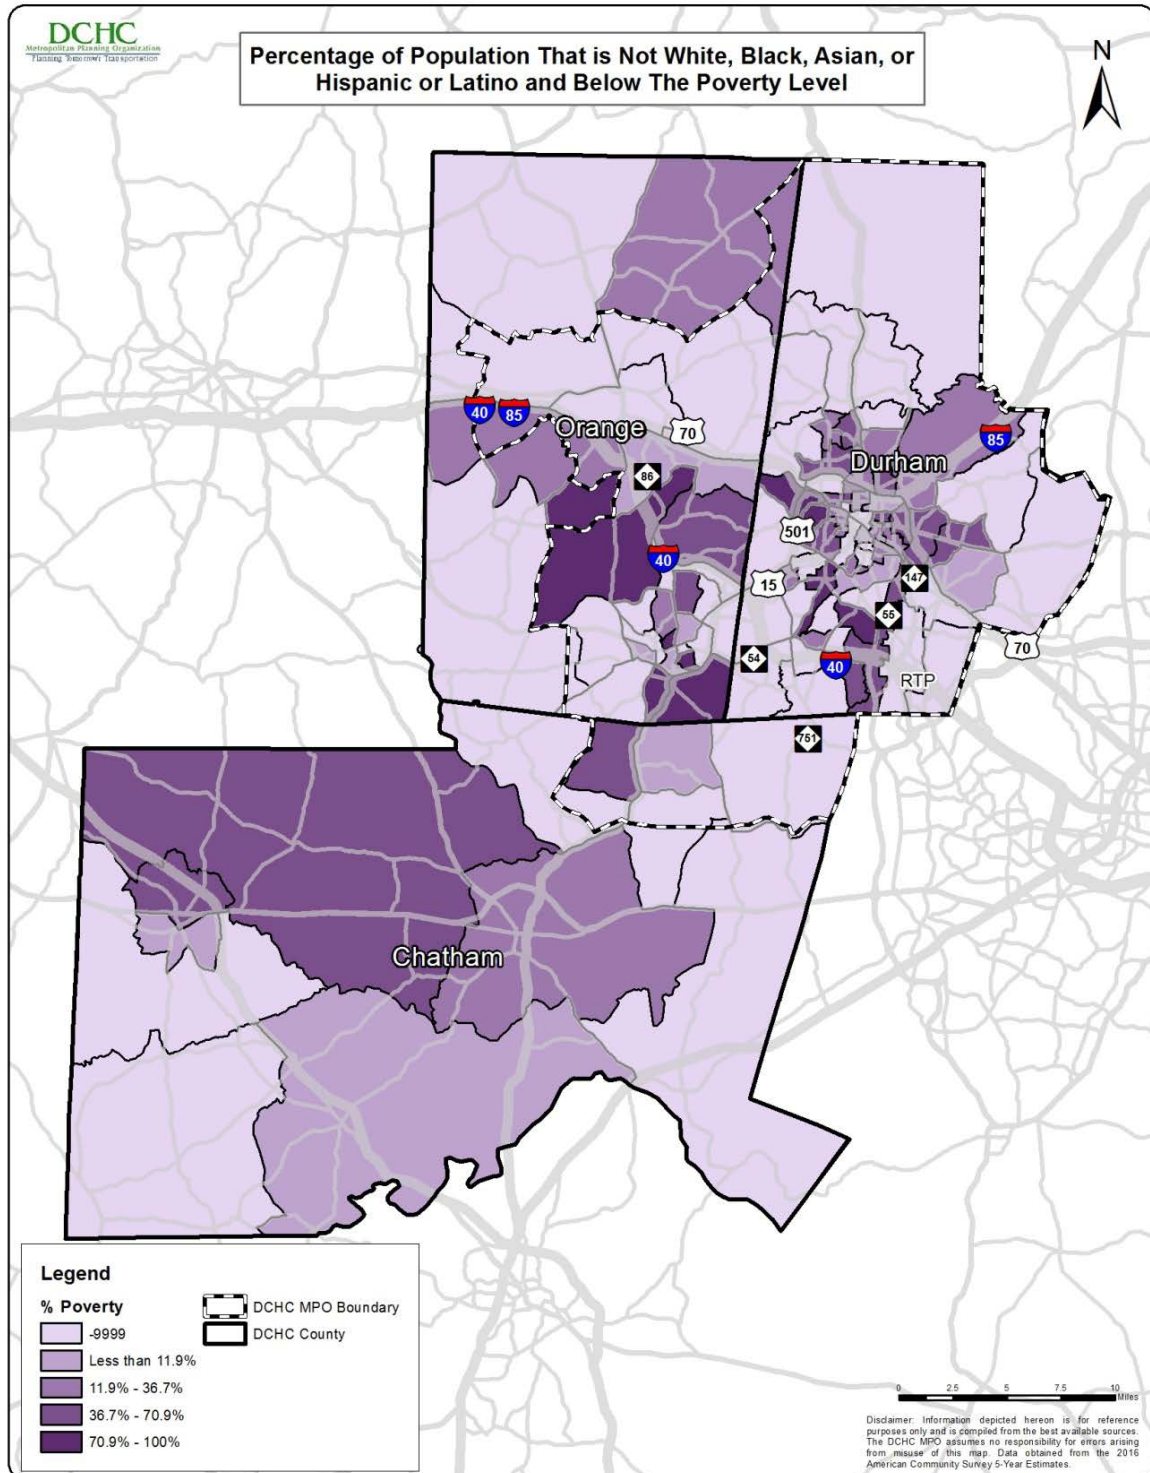 DCHC
Metropolitan Planning Organization
Planning Tomorrow's Transportation
Percentage of Population That is Not White, Black, Asian, or
Hispanic or Latino and Below The Poverty Level
N
40
85
Orange
70
86
85
Durham
501
40
15
147
55
54
40
70
RTP
751
Chatham
Legend
% Poverty
-9999
Less than 11.9%
11.9% - 36.7%
36.7% - 70.9%
70.9% - 100%
DCHC MPO Boundary
DCHC County
0 2.5 5 7.5 10
Miles
Disclaimer: Information depicted hereon is for reference
purposes only and is compiled from the best available sources.
The DCHC MPO assumes no responsibility for errors arising
from misuse of this map. Data obtained from the 2016
American Community Survey 5-Year Estimates.